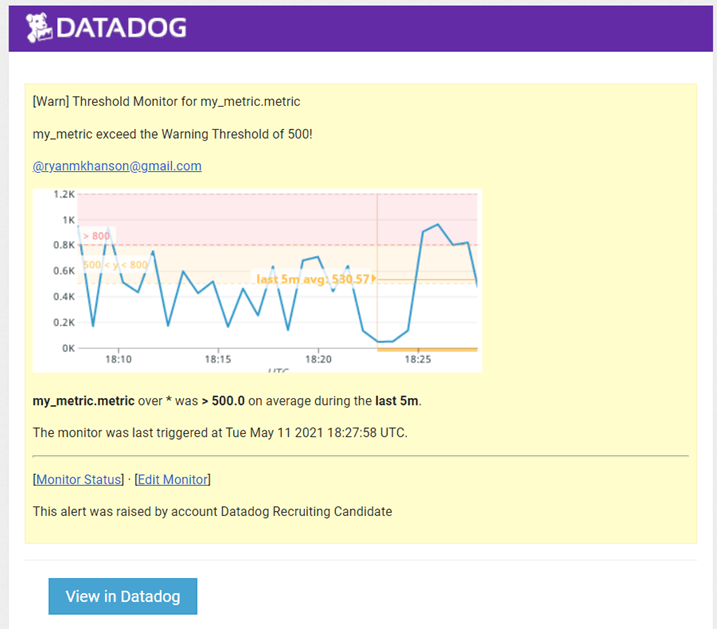 DATADOG
[Warn] Threshold Monitor for my_metric.metric
my_metric exceed the Warning Threshold of 500!
@ryanmkhanson@gmail.com
1.2K
1K
> 800
0.8K
500 < y < 800
0.6K
last 5m avg: 530.57
0.4K
0.2K
0K
18:10 18:15 18:20 18:25
UTC
my_metric.metric over * was > 500.0 on average during the last 5m.
The monitor was last triggered at Tue May 11 2021 18:27:58 UTC.
[Monitor Status] · [Edit Monitor]
This alert was raised by account Datadog Recruiting Candidate
View in Datadog